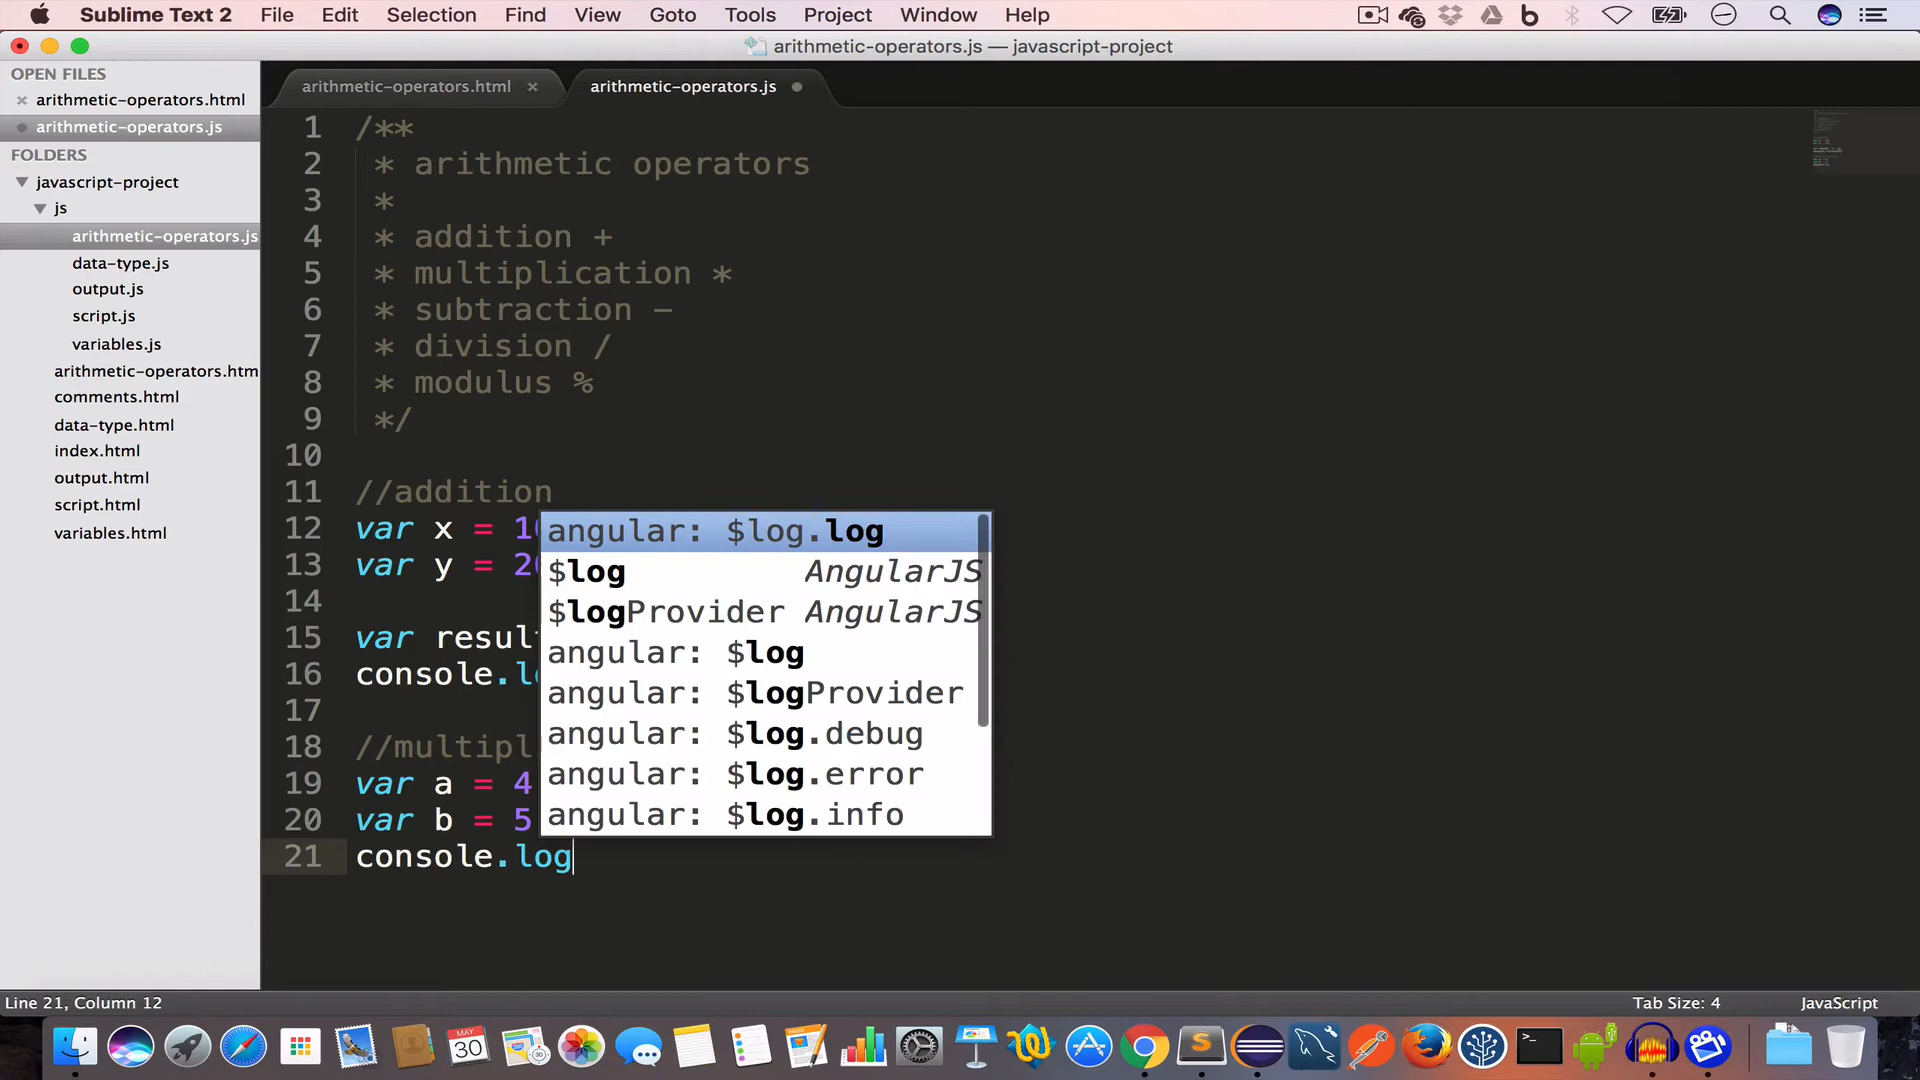 Sublime Text 2 File Edit Selection Find View Goto Tools Project Window Help
arithmetic-operators.js — javascript-project
OPEN FILES
arithmetic-operators.html
arithmetic-operators.js
FOLDERS
javascript-project
js
arithmetic-operators.js
data-type.js
output.js
script.js
variables.js
arithmetic-operators.htm
comments.html
data-type.html
index.html
output.html
script.html
variables.html
arithmetic-operators.html × arithmetic-operators.js
1 /**
2 * arithmetic operators
3 *
4 * addition +
5 * multiplication *
6 * subtraction -
7 * division /
8 * modulus %
9 */
10
11 //addition
12 var x = 10
13 var y = 20
14
15 var result
16 console.lo
17
18 //multipl
19 var a = 4
20 var b = 5
21 console.log
angular: $log.log
$log AngularJS
$logProvider AngularJS
angular: $log
angular: $logProvider
angular: $log.debug
angular: $log.error
angular: $log.info
Line 21, Column 12 Tab Size: 4 JavaScript
MAY
30